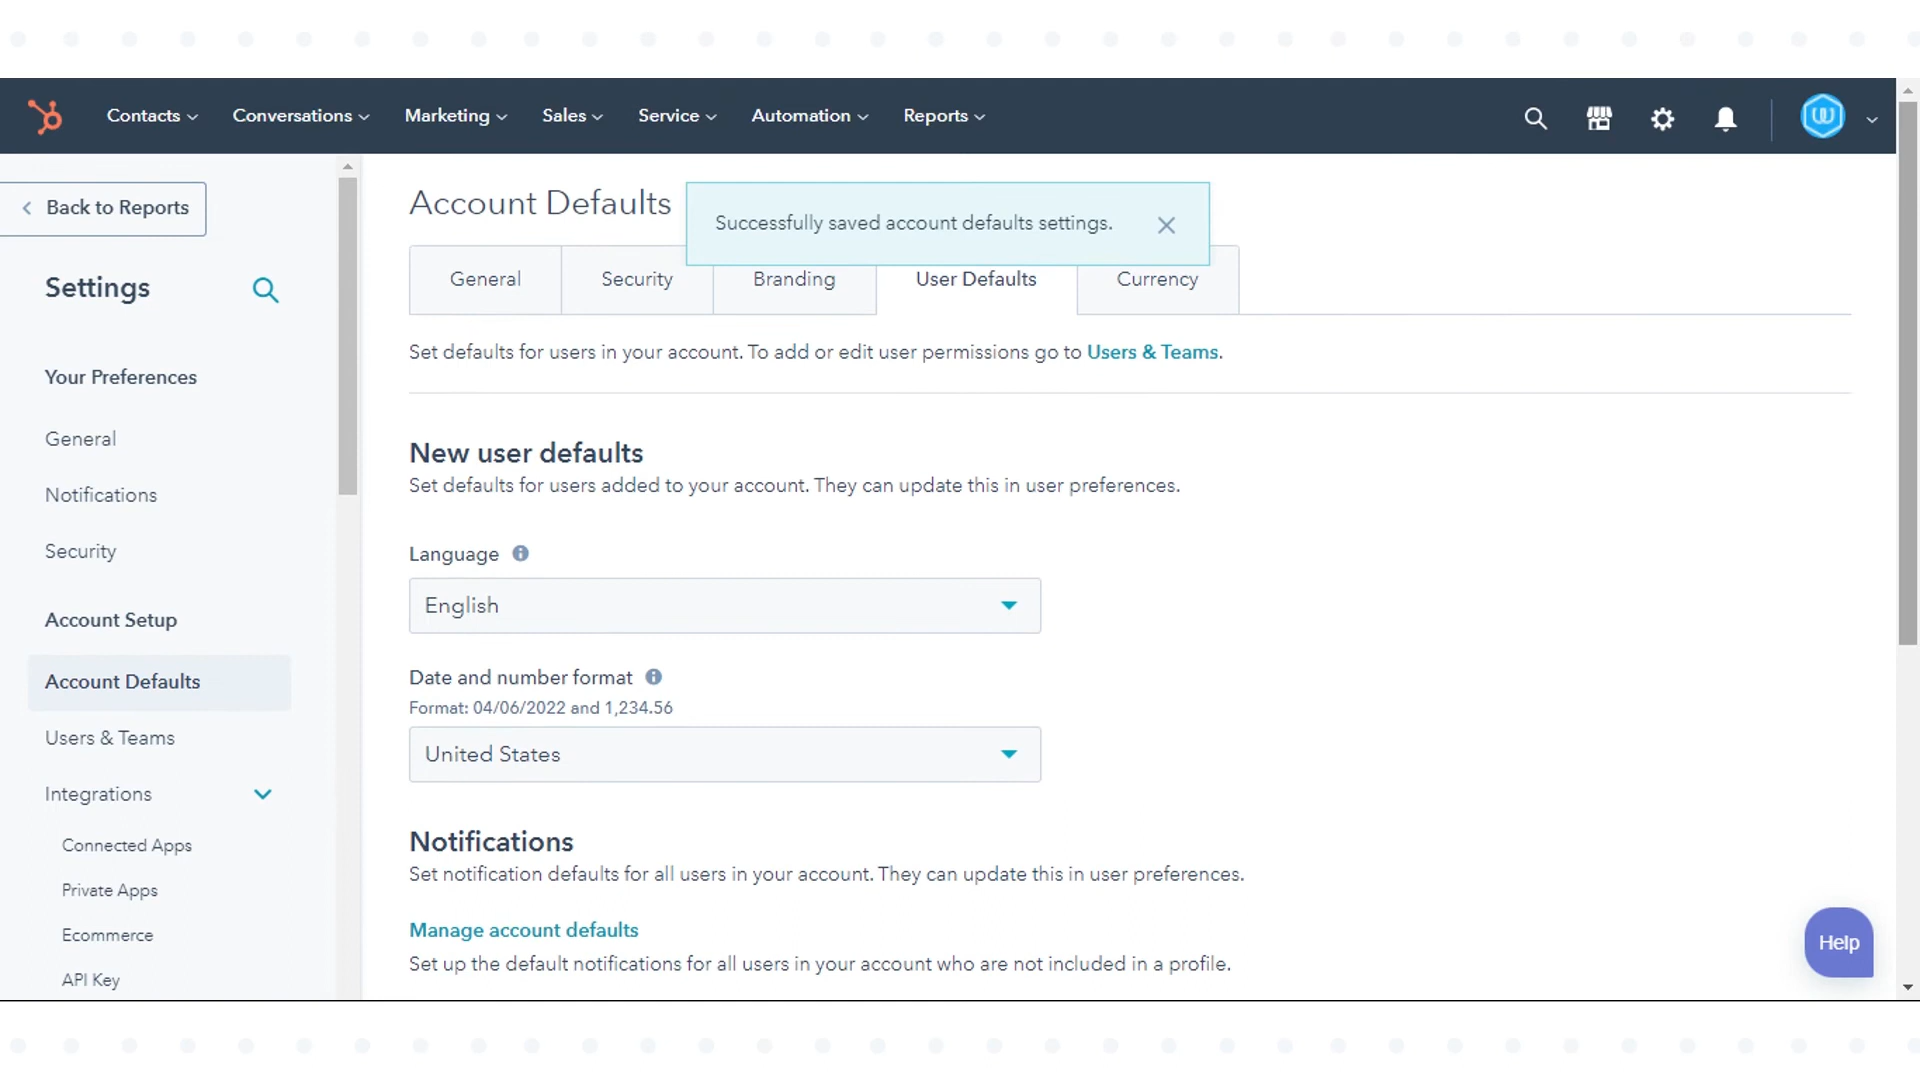 Contacts
Conversations
Marketing
Sales
Service
Automation
Reports
Back to Reports
Settings
Your Preferences
General
Notifications
Security
Account Setup
Account Defaults
Users & Teams
Integrations
Connected Apps
Private Apps
Ecommerce
API Key
Account Defaults
Successfully saved account defaults settings.
General
Security
Branding
User Defaults
Currency
Set defaults for users in your account. To add or edit user permissions go to Users & Teams.
New user defaults
Set defaults for users added to your account. They can update this in user preferences.
Language
English
Date and number format
Format: 04/06/2022 and 1,234.56
United States
Notifications
Set notification defaults for all users in your account. They can update this in user preferences.
Manage account defaults
Set up the default notifications for all users in your account who are not included in a profile.
Help